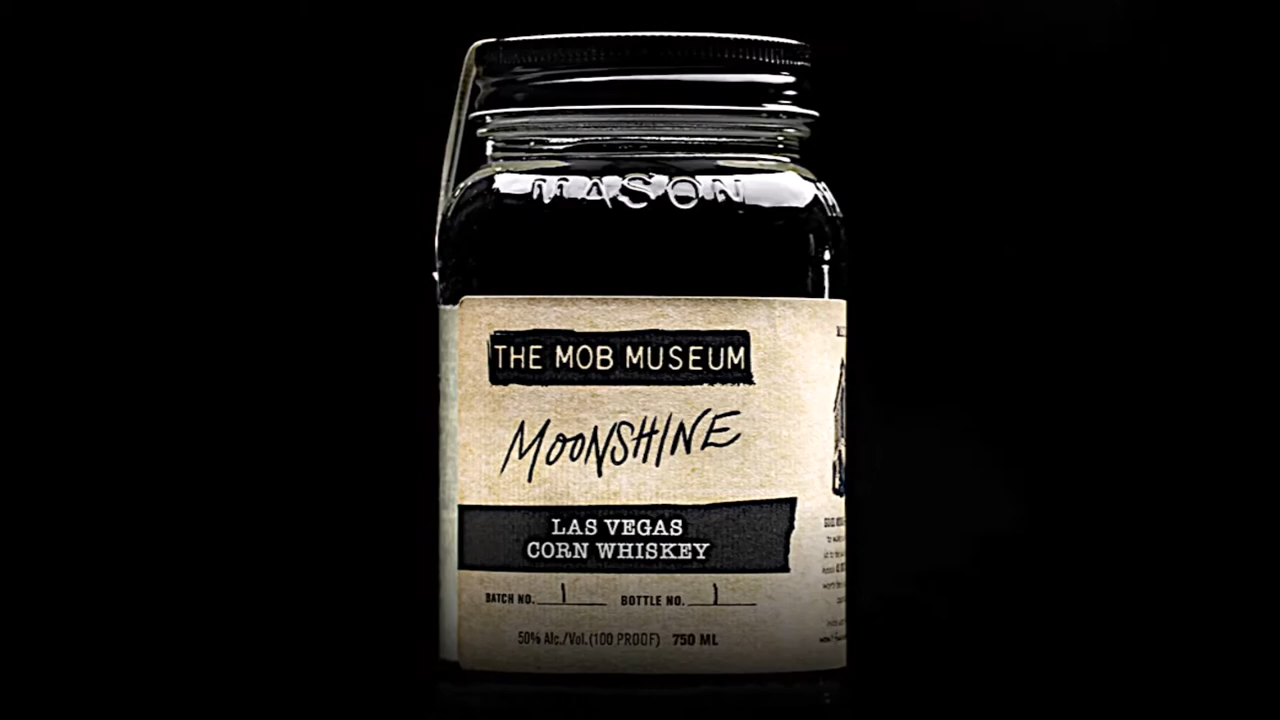 MASON
THE MOB MUSEUM
MOONSHINE
LAS VEGAS
CORN WHISKEY
BATCH NO. 1 BOTTLE NO. 1
50% Alc./Vol. (100 PROOF) 750 ML